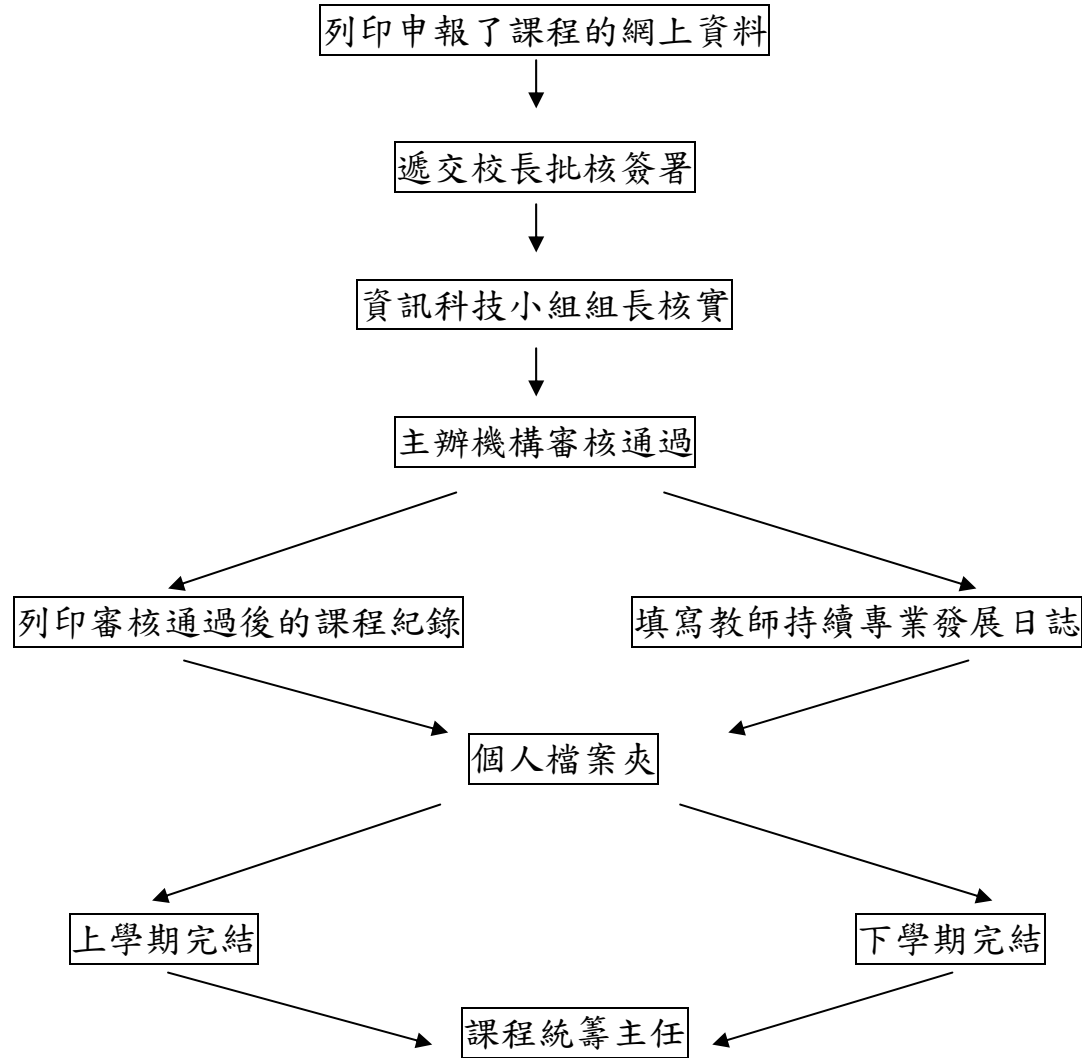 列印申報了課程的網上資料
遞交校長批核簽署
資訊科技小組組長核實
主辦機構審核通過
列印審核通過後的課程紀錄
填寫教師持續專業發展日誌
個人檔案夾
上學期完結
下學期完結
課程統籌主任